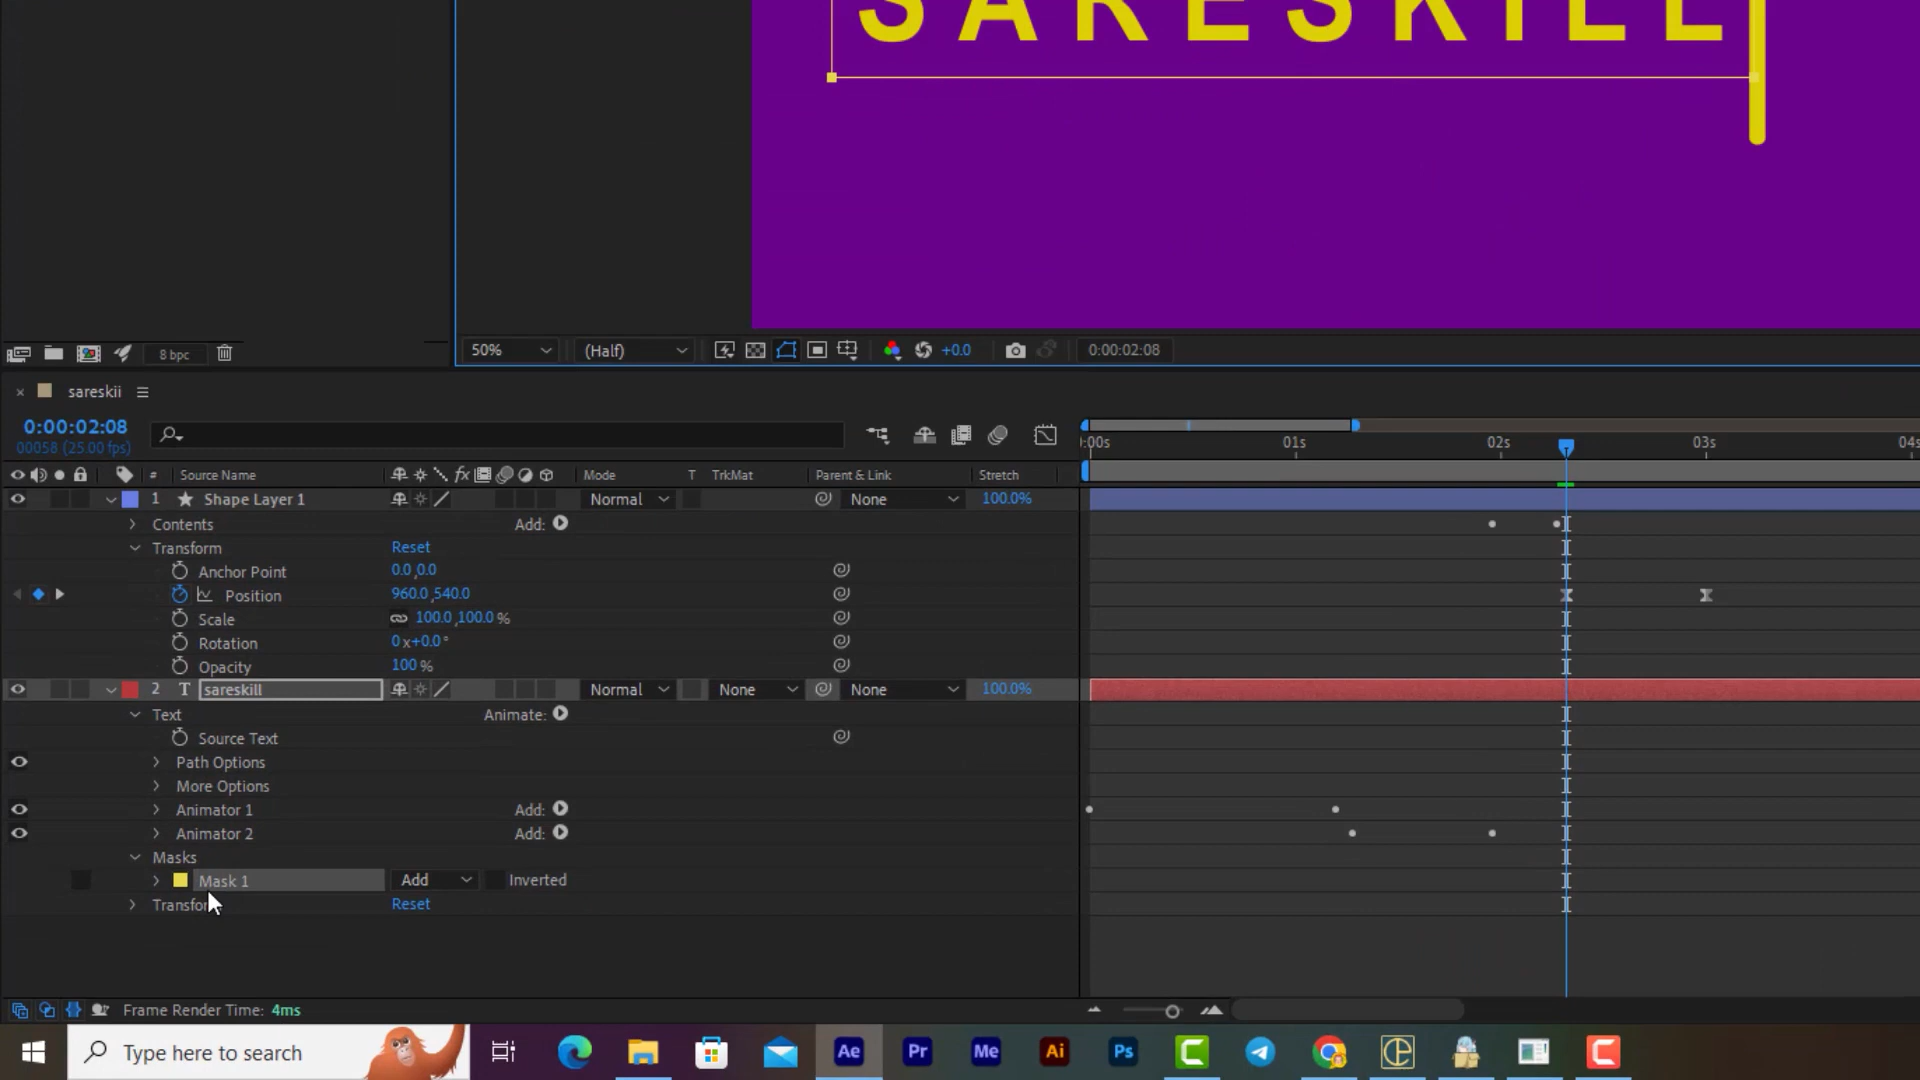 SARESKILL
8 bpc
50%
(Half)
+0.0
0:00:02:08
sareskii
0:00:02:08
00058 (25.00 fps)
:00s
01s
02s
03s
04s
#
Source Name
fx
Mode
T
TrkMat
Parent & Link
Stretch
1
Shape Layer 1
Normal
None
100.0%
Contents
Add:
Transform
Reset
Anchor Point
0.0,0.0
Position
960.0,540.0
Scale
100.0,100.0%
Rotation
0x+0.0°
Opacity
100%
2
T
sareskill
Normal
None
None
100.0%
Text
Animate:
Source Text
Path Options
More Options
Animator 1
Add:
Animator 2
Add:
Masks
Mask 1
Add
Inverted
Transform
Reset
Frame Render Time: 4ms
Type here to search
Ae
Pr
Me
Ai
Ps